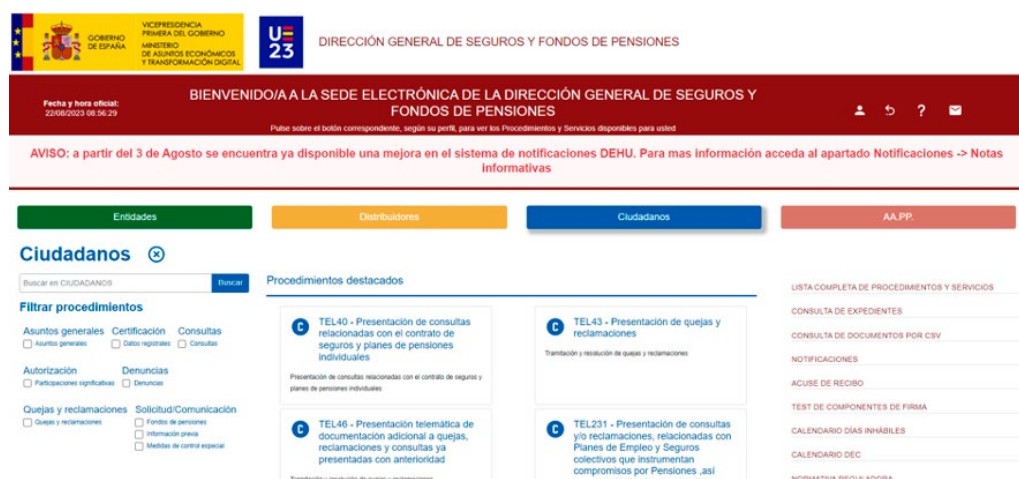 GOBIERNO
DE ESPAÑA
VICEPRESIDENCIA
PRIMERA DEL GOBIERNO
MINISTERIO
DE ASUNTOS ECONÓMICOS
Y TRANSFORMACIÓN DIGITAL
UE
23
DIRECCIÓN GENERAL DE SEGUROS Y FONDOS DE PENSIONES
Fecha y hora oficial:
22/08/2023 08:56:29
BIENVENIDO/A A LA SEDE ELECTRÓNICA DE LA DIRECCIÓN GENERAL DE SEGUROS Y
FONDOS DE PENSIONES
Pulse sobre el botón correspondiente, según su perfil, para ver los Procedimientos y Servicios disponibles para usted
?
AVISO: a partir del 3 de Agosto se encuentra ya disponible una mejora en el sistema de notificaciones DEHU. Para mas información acceda al apartado Notificaciones -> Notas
informativas
Entidades
Distribuidores
Ciudadanos
AA.PP.
Ciudadanos
Buscar en CIUDADANOS
Buscar
Filtrar procedimientos
Asuntos generales Certificación Consultas
Asuntos generales Datos registrales Consultas
Autorización Denuncias
Participaciones significativas Denuncias
Quejas y reclamaciones Solicitud/Comunicación
Quejas y reclamaciones Fondos de pensiones
Información previa
Medidas de control especial
Procedimientos destacados
C
TEL40 - Presentación de consultas
relacionadas con el contrato de
seguros y planes de pensiones
individuales
Presentación de consultas relacionadas con el contrato de seguros y
planes de pensiones individuales
C
TEL43 - Presentación de quejas y
reclamaciones
Tramitación y resolución de quejas y reclamaciones
C
TEL46 - Presentación telemática de
documentación adicional a quejas,
reclamaciones y consultas ya
presentadas con anterioridad
Tramitación y resolución de quejas y reclamaciones
C
TEL231 - Presentación de consultas
y/o reclamaciones, relacionadas con
Planes de Empleo y Seguros
colectivos que instrumentan
compromisos por Pensiones ,así
LISTA COMPLETA DE PROCEDIMIENTOS Y SERVICIOS
CONSULTA DE EXPEDIENTES
CONSULTA DE DOCUMENTOS POR CSV
NOTIFICACIONES
ACUSE DE RECIBO
TEST DE COMPONENTES DE FIRMA
CALENDARIO DÍAS INHÁBILES
CALENDARIO DEC
NORMATIVA REGULADORA